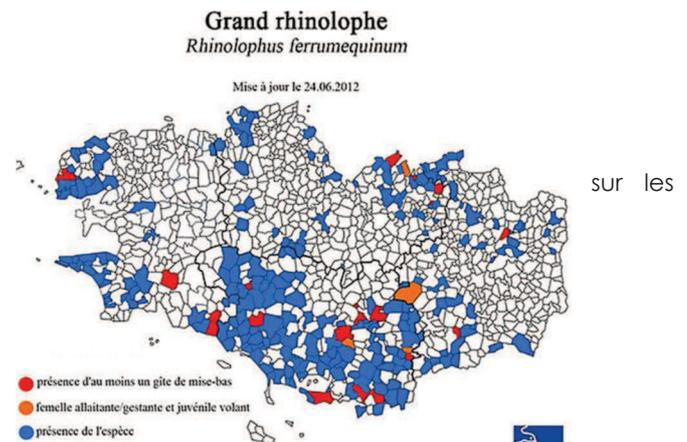 Grand rhinolophe
Rhinolophus ferrumequinum
Mise à jour le 24.06.2012
sur les
présence d'au moins un gîte de mise-bas
femelle allaitante/gestante et juvénile volant
présence de l'espèce